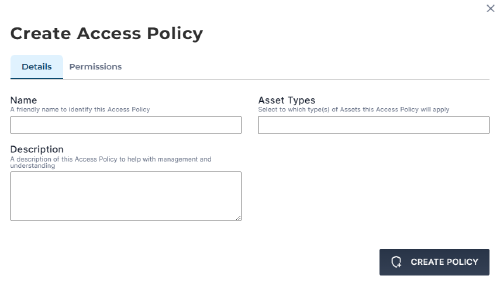 Create Access Policy
Details
Permissions
Name
A friendly name to identify this Access Policy
Asset Types
Select to which type(s) of Assets this Access Policy will apply
Description
A description of this Access Policy to help with management and
understanding
CREATE POLICY